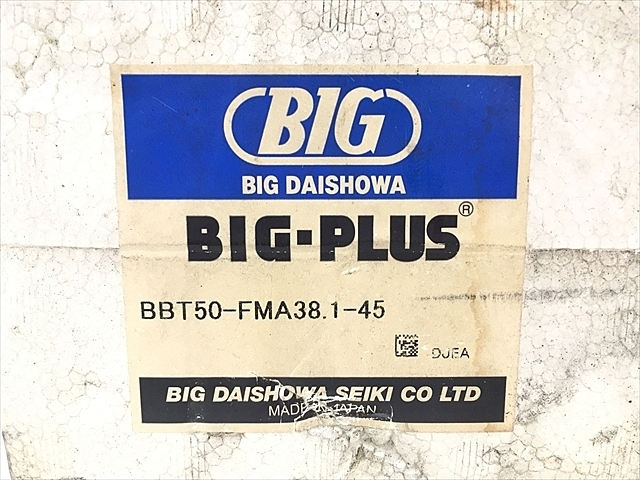 BIG
BIG DAISHOWA
BIG-PLUS®
BBT50-FMA38.1-45
DJEA
BIG DAISHOWA SEIKI CO LTD
MADE IN JAPAN